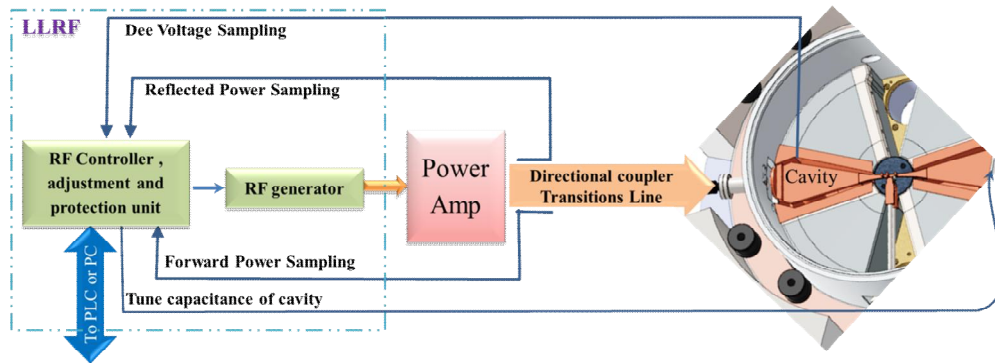 LLRF
Dee Voltage Sampling
Reflected Power Sampling
RF Controller ,
adjustment and
protection unit
RF generator
Power
Amp
Directional coupler
Transitions Line
Cavity
Forward Power Sampling
Tune capacitance of cavity
To PLC or PC